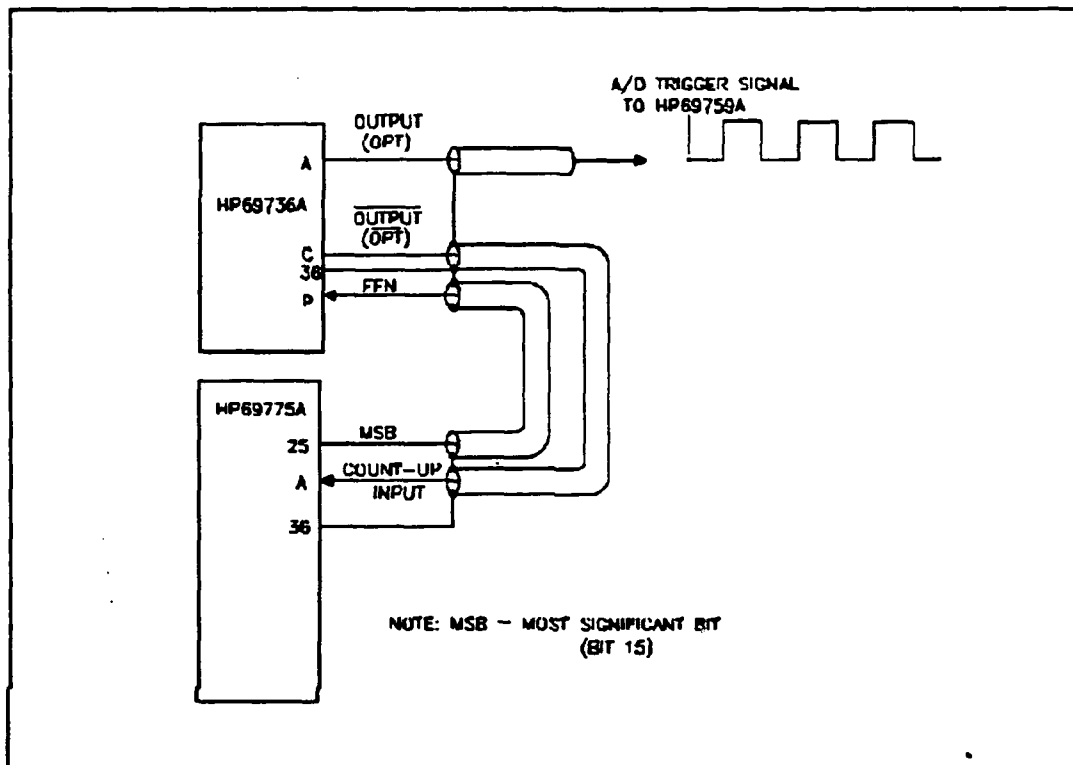 A/D TRIGGER SIGNAL
TO HP69759A
OUTPUT
(OPT)
A
HP69736A
OUTPUT
(OPT)
C
36
P
FFN
HP69775A
25
MSB
A
COUNT-UP
INPUT
36
NOTE: MSB - MOST SIGNIFICANT BIT
(BIT 15)